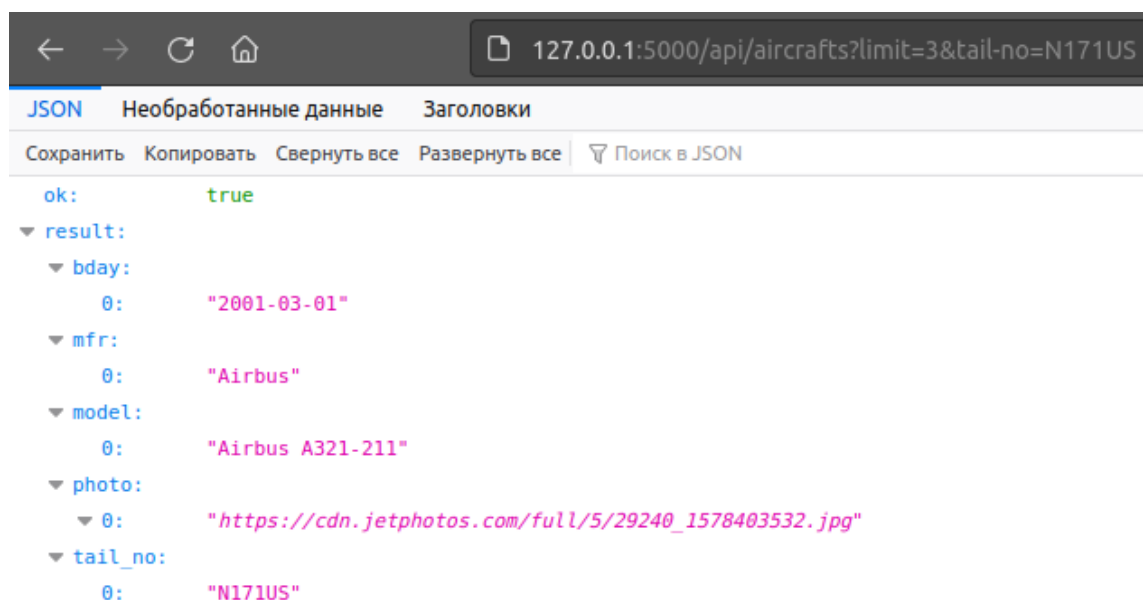 127.0.0.1:5000/api/aircrafts?limit=3&tail-no=N171US
JSON Необработанные данные Заголовки
Сохранить Копировать Свернуть все Развернуть все Поиск в JSON
ok: true
result:
bday:
0: "2001-03-01"
mfr:
0: "Airbus"
model:
0: "Airbus A321-211"
photo:
0: "https://cdn.jetphotos.com/full/5/29240_1578403532.jpg"
tail_no:
0: "N171US"